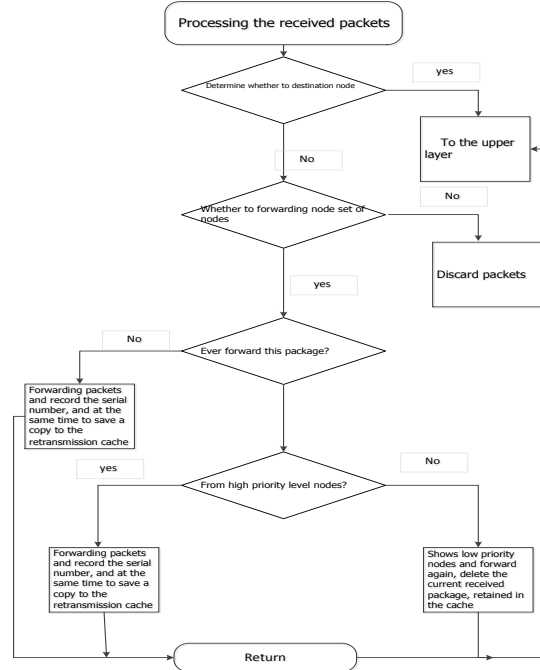 Processing the received packets
Determine whether to destination node
yes
To the upper
layer
No
Whether to forwarding node set of
nodes
No
Discard packets
yes
Ever forward this package?
No
Forwarding packets
and record the serial
number, and at the
same time to save a
copy to the
retransmission cache
From high priority level nodes?
yes
No
Forwarding packets
and record the serial
number, and at the
same time to save a
copy to the
retransmission cache
Shows low priority
nodes and forward
again, delete the
current received
package, retained in
the cache
Return